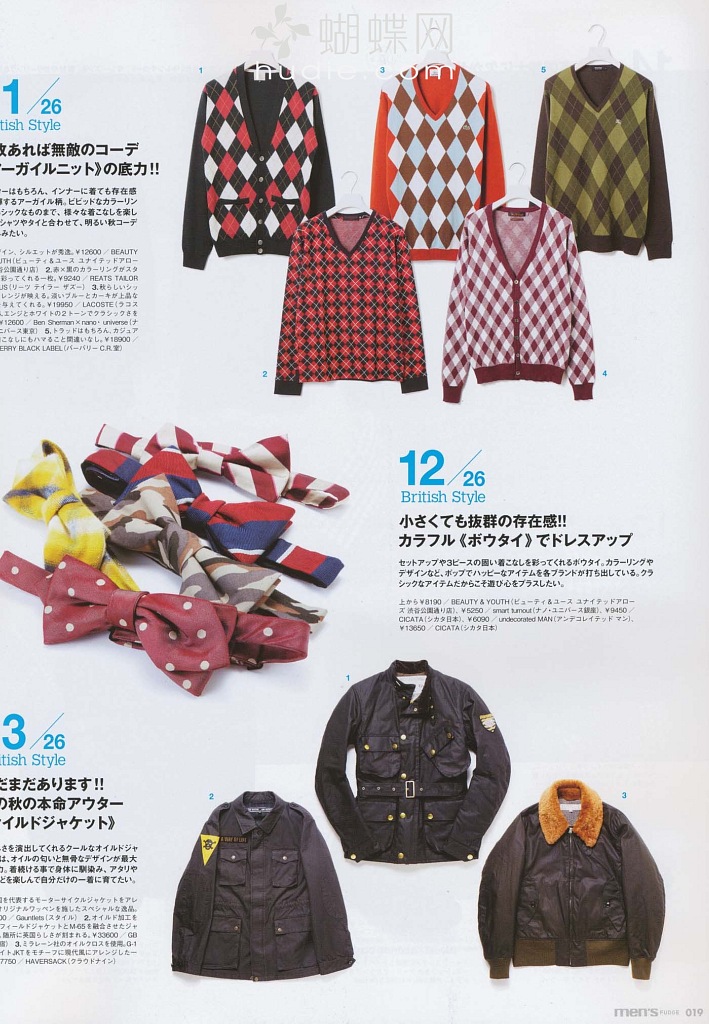 蝴蝶网
hudie.com
1/26
tish Style
枚あれば無敵のコーデ
アーガイルニット》の底力!!
ーはもちろん、インナーに着ても存在感
するアーガイル柄。ビビッドなカラーリン
シックなものまで、様々な着こなしを楽し
シャツやタイと合わせて、明るい秋コーデ
みたい。
イン、シルエットが秀逸。¥12600／BEAUTY
UTH(ビューティ&ユース ユナイテッドアロー
谷公園通り店) 2.赤×黒のカラーリングがスタ
彩ってくれる一枚。¥9240／REATS TAILOR
US(リーツ テイラー ザズー) 3.秋らしいシッ
レンジが映える。淡いブルーとカーキが上品な
与えてくれる。¥19950／LACOSTE(ラコス
エンジとホワイトの2トーンでクラシックさを
¥12600／Ben Sherman×nano・universe(ナ
バース東京) 5.トラッドはもちろん、カジュア
こなしにもハマること間違いなし。¥18900／
ERRY BLACK LABEL(バーバリー C.R.室)
1
3
5
2
4
12/26
British Style
小さくても抜群の存在感!!
カラフル《ボウタイ》でドレスアップ
セットアップや3ピースの固い着こなしを彩ってくれるボウタイ。カラーリングや
デザインなど、ポップでハッピーなアイテムを各ブランドが打ち出している。クラ
シックなアイテムだからこそ遊び心をプラスしたい。
上から¥8190／BEAUTY & YOUTH(ビューティ&ユース ユナイテッドアロー
ズ 渋谷公園通り店)、¥5250／smart turnout(ナノ・ユニバース銀座)、¥9450／
CICATA(シカタ日本)、¥6090／undecorated MAN(アンデコレイテッド マン)、
¥13650／CICATA(シカタ日本)
3/26
tish Style
だまだあります!!
の秋の本命アウター
イルドジャケット》
さを演出してくれるクールなオイルドジャ
は、オイルの匂いと無骨なデザインが最大
力。着続ける事で身体に馴染み、アタリや
どを楽しんで自分だけの一着に育てたい。
国を代表するモーターサイクルジャケットをアレ
オリジナルワッペンを施したスペシャルな逸品。
00／Gauntlets(スタイル) 2.オイルド加工を
フィールドジャケットとM-65を融合させたジャ
随所に英国らしさが刻まれる。¥33600／GB
宿) 3.ミラレーン社のオイルクロスを使用。G-1
イトJKTをモチーフに現代風にアレンジした一
7750／HAVERSACK(クラウドナイン)
1
2
3
men's FUDGE 019